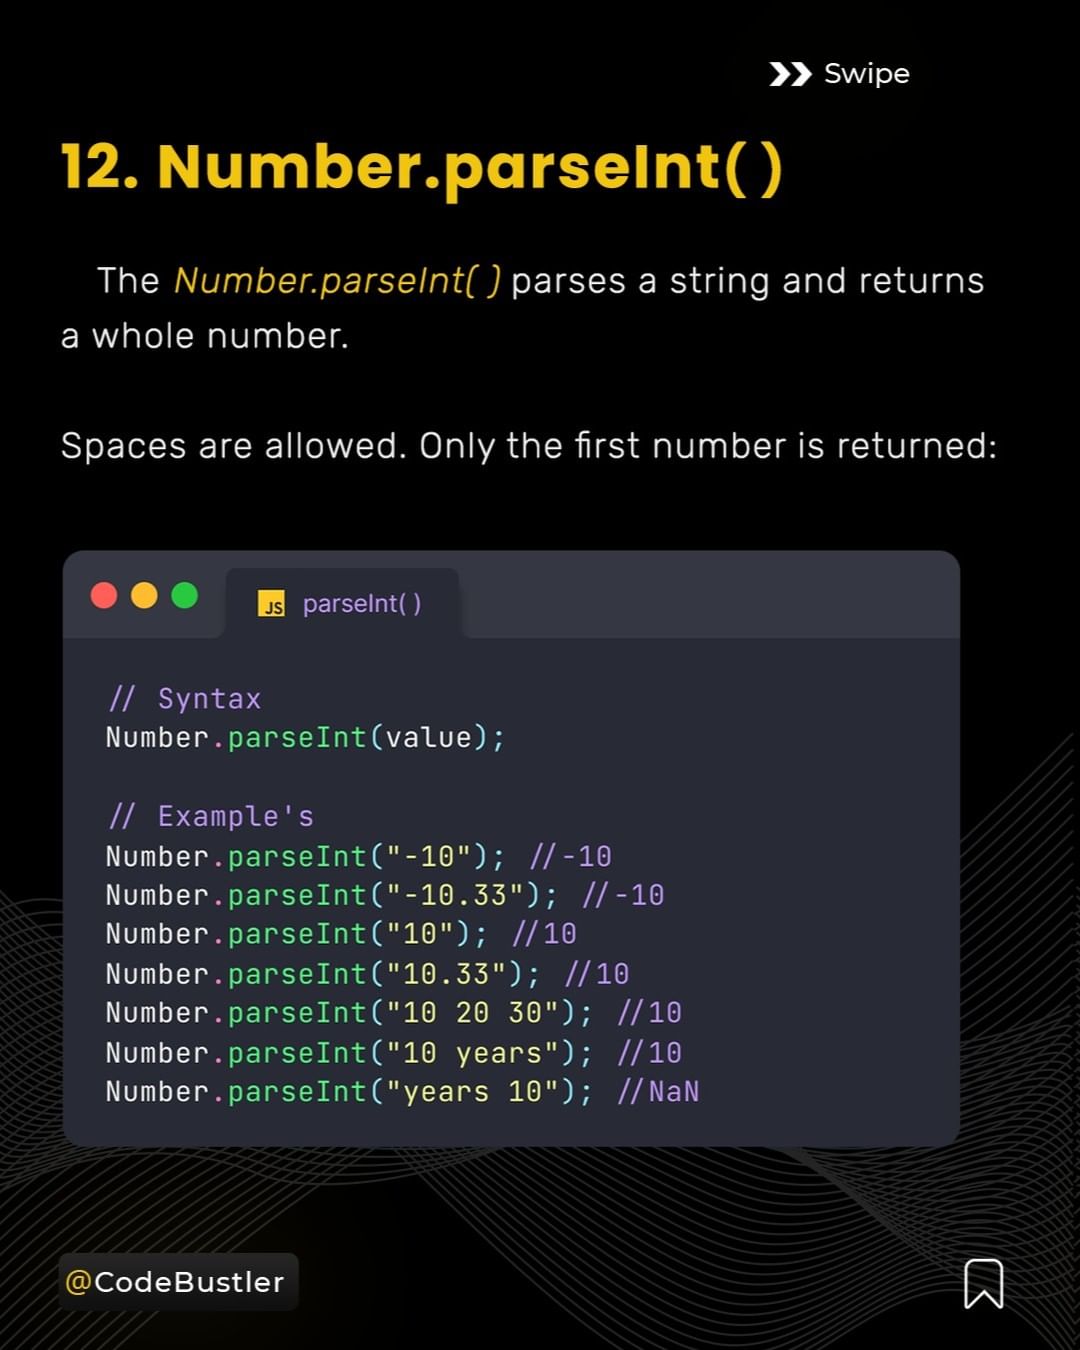 Swipe
12. Number.parseInt( )
The Number.parseInt( ) parses a string and returns
a whole number.
Spaces are allowed. Only the first number is returned:
JS parseInt( )
// Syntax
Number.parseInt(value);
// Example's
Number.parseInt("-10"); //-10
Number.parseInt("-10.33"); //-10
Number.parseInt("10"); //10
Number.parseInt("10.33"); //10
Number.parseInt("10 20 30"); //10
Number.parseInt("10 years"); //10
Number.parseInt("years 10"); //NaN
@CodeBustler